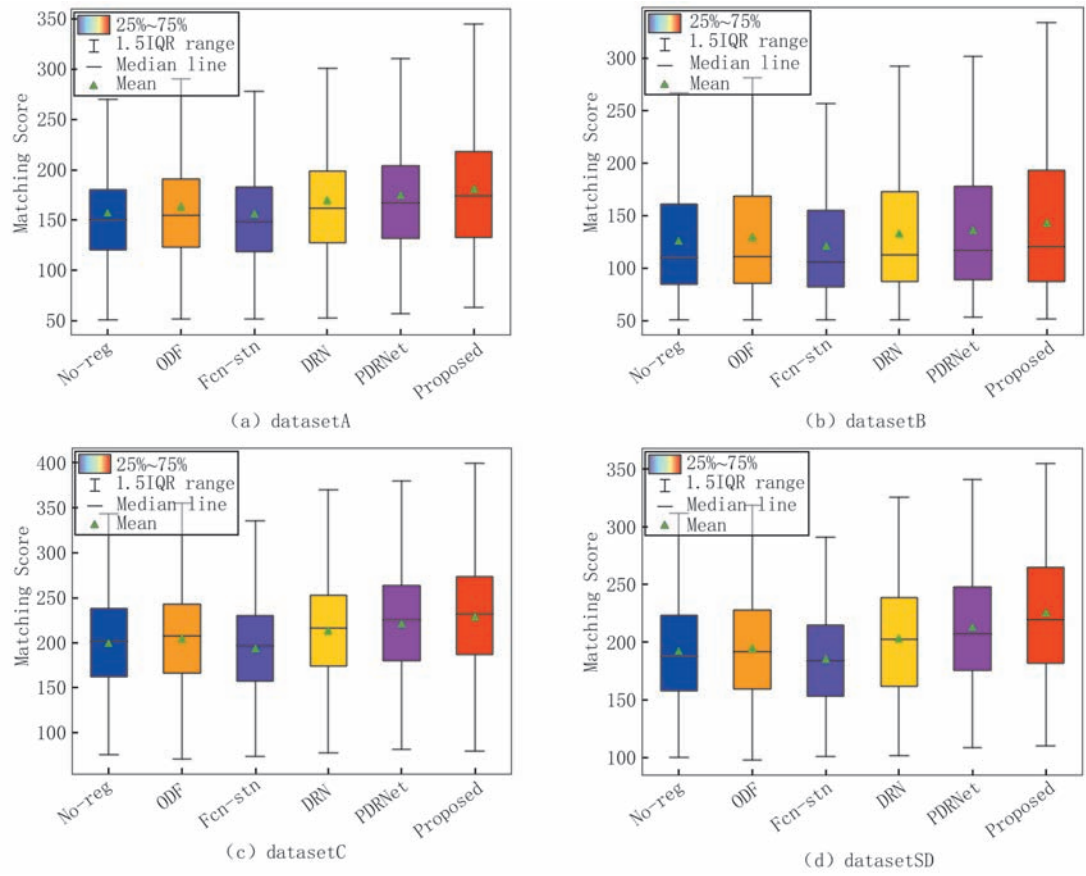 350
300
250
200
150
100
50
Matching Score
25%~75%
1.5IQR range
Median line
Mean
No-reg
ODF
Fcn-stn
DRN
PDRNet
Proposed
(a) datasetA
300
250
200
150
100
50
Matching Score
25%~75%
1.5IQR range
Median line
Mean
No-reg
ODF
Fcn-stn
DRN
PDRNet
Proposed
(b) datasetB
400
350
300
250
200
150
100
Matching Score
25%~75%
1.5IQR range
Median line
Mean
No-reg
ODF
Fcn-stn
DRN
PDRNet
Proposed
(c) datasetC
350
300
250
200
150
100
Matching Score
25%~75%
1.5IQR range
Median line
Mean
No-reg
ODF
Fcn-stn
DRN
PDRNet
Proposed
(d) datasetSD